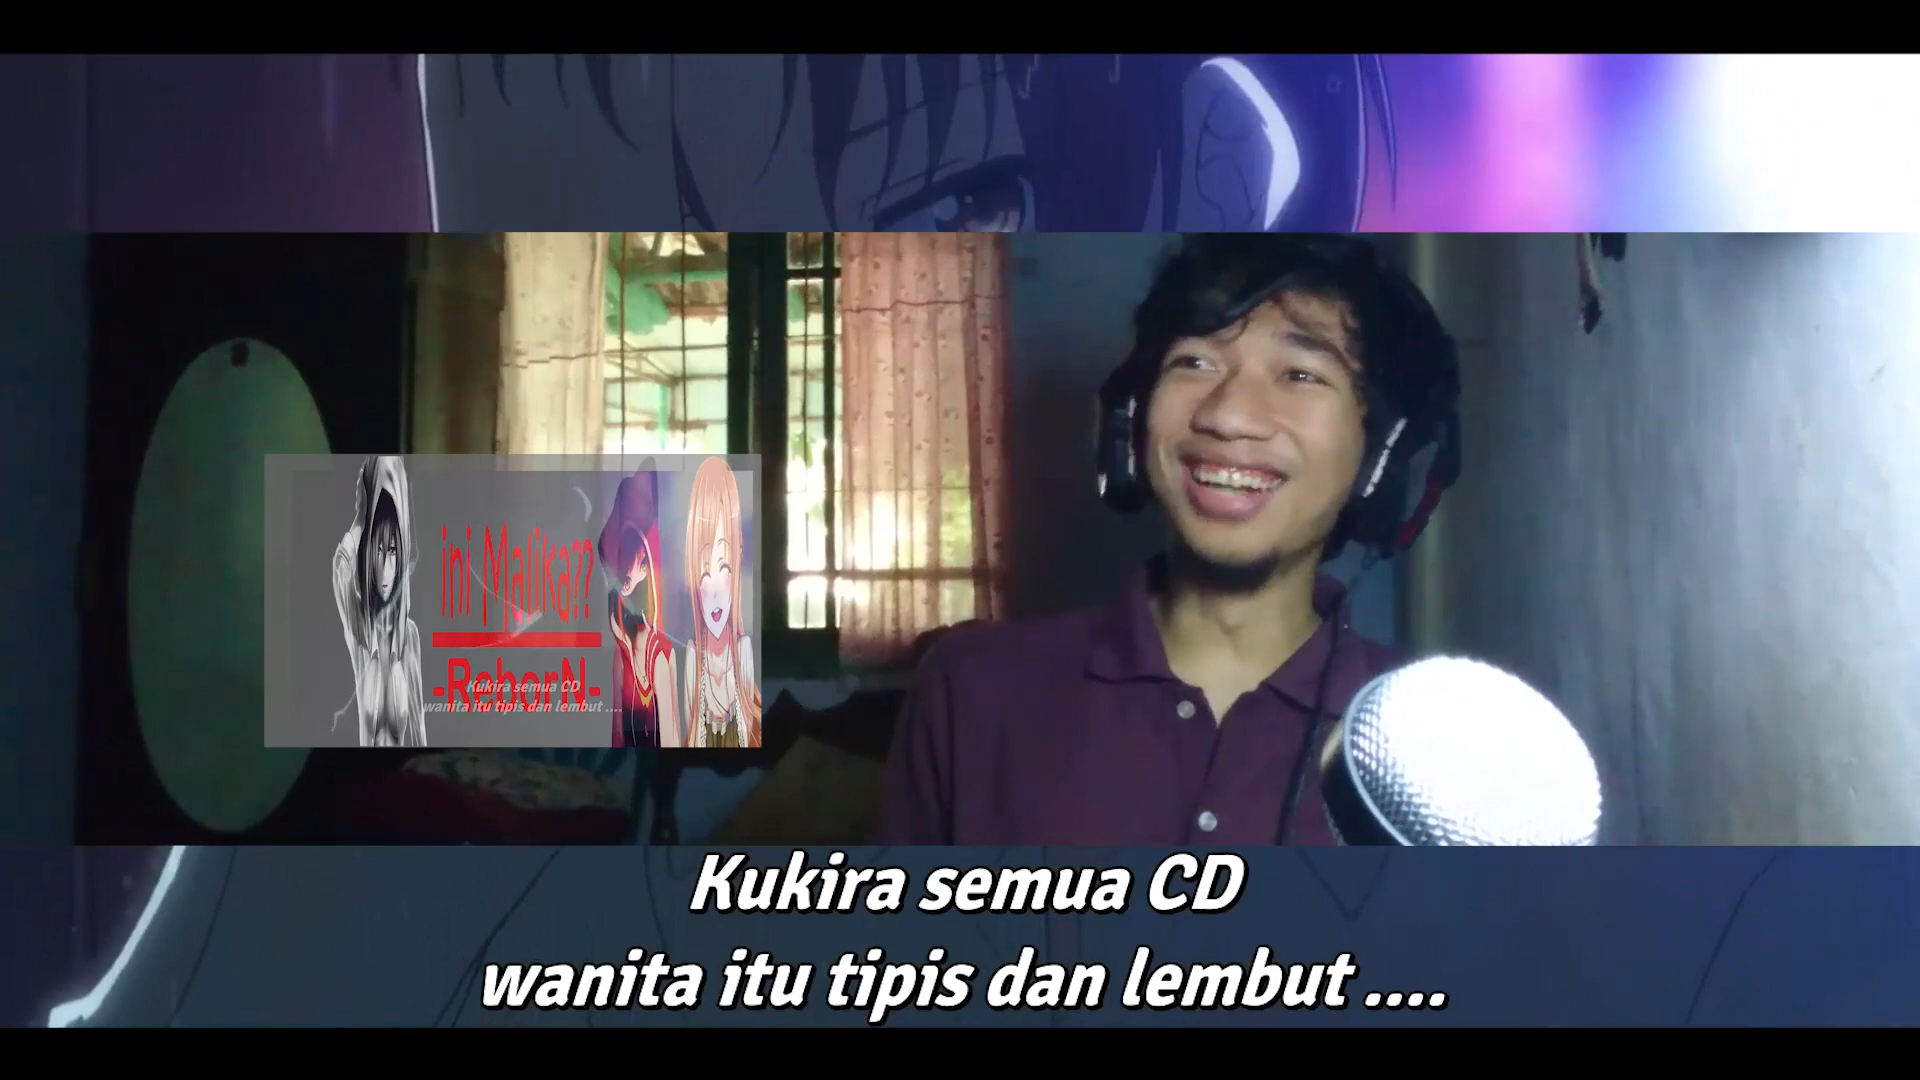 ini Malika??
-ReborN-
Kukira semua CD
wanita itu tipis dan lembut ....
Kukira semua CD
wanita itu tipis dan lembut ....